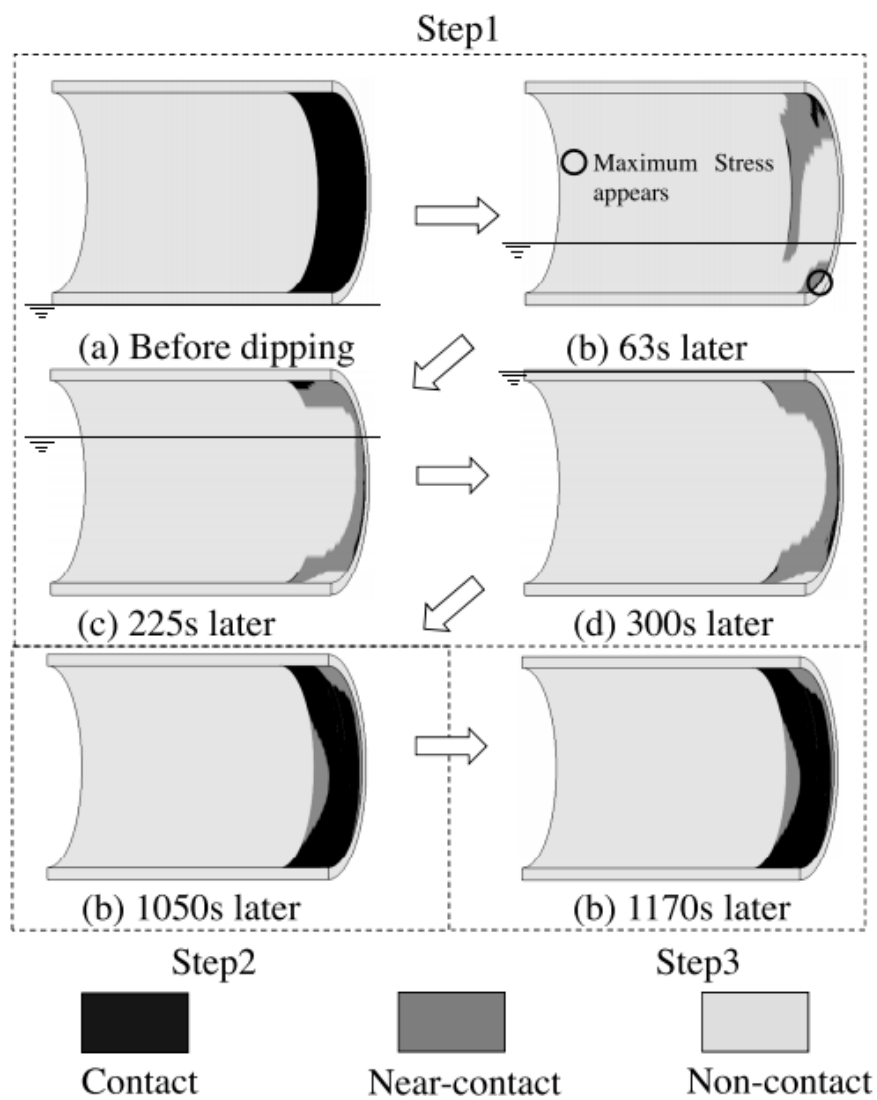 Step1
Maximum Stress
appears
(a) Before dipping
(b) 63s later
(c) 225s later
(d) 300s later
(b) 1050s later
(b) 1170s later
Step2
Step3
Contact
Near-contact
Non-contact